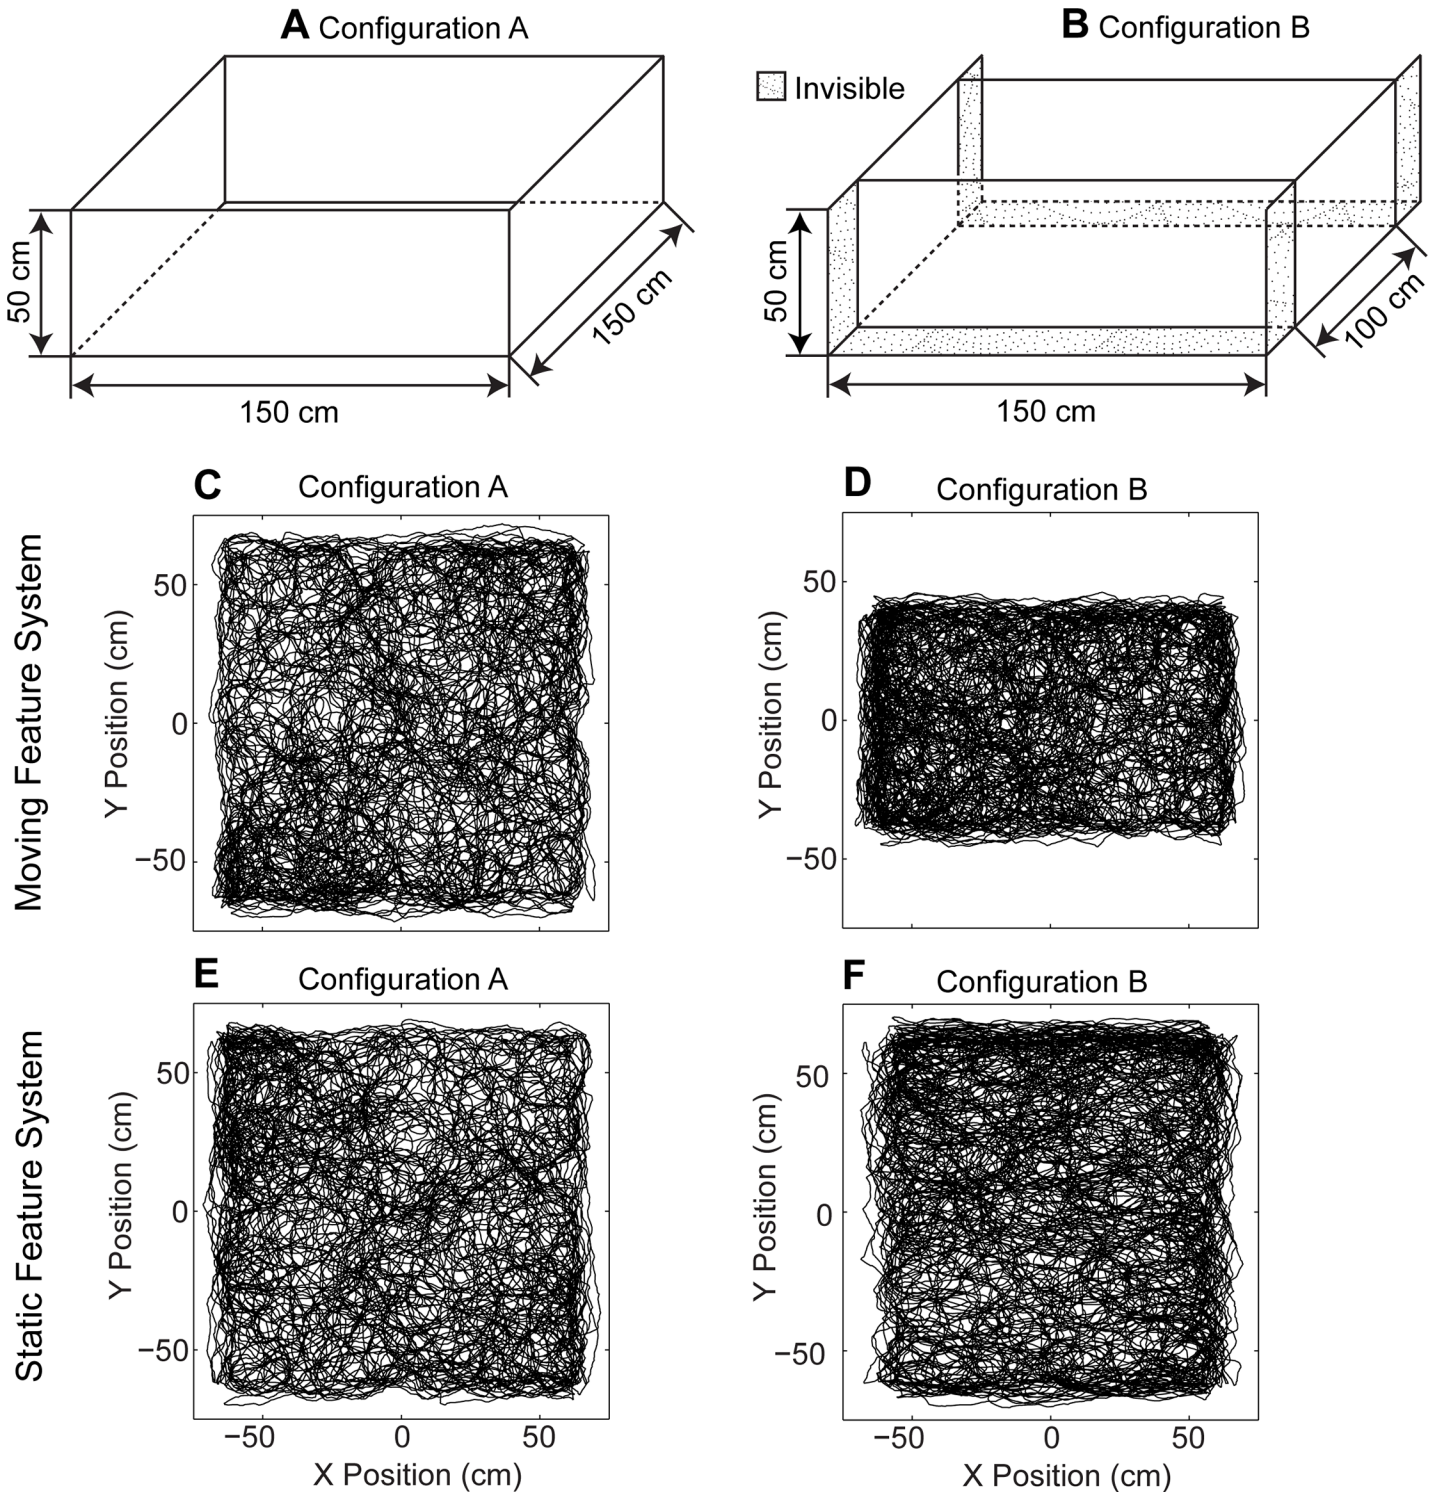 A Configuration A
B Configuration B
Invisible
50 cm
150 cm
150 cm
50 cm
100 cm
150 cm
C Configuration A
D Configuration B
Moving Feature System
Y Position (cm)
50
0
−50
Y Position (cm)
50
0
−50
E Configuration A
F Configuration B
Static Feature System
Y Position (cm)
50
0
−50
−50 0 50
X Position (cm)
Y Position (cm)
50
0
−50
−50 0 50
X Position (cm)